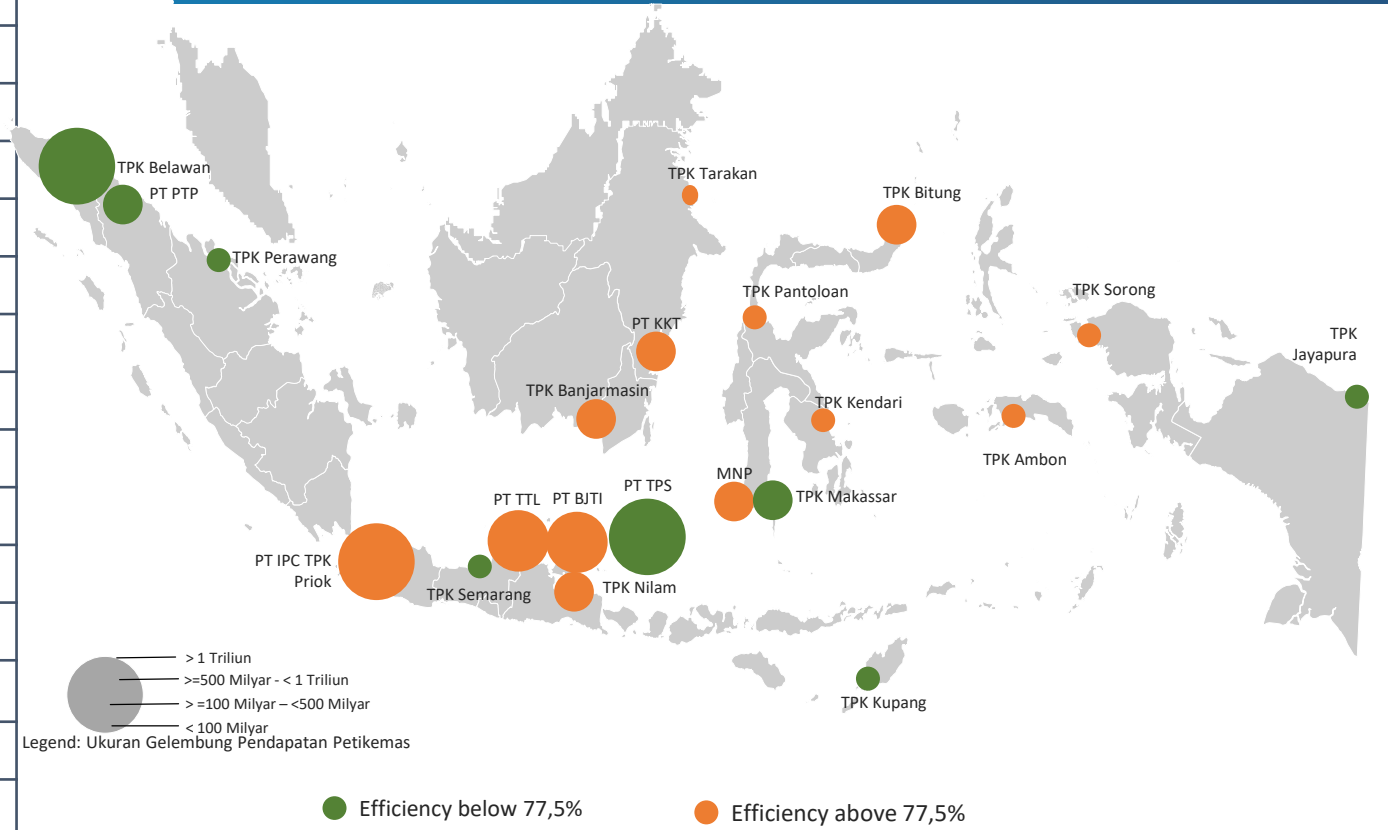 TPK Belawan
PT PTP
TPK Perawang
TPK Tarakan
TPK Bitung
TPK Pantoloan
TPK Sorong
PT KKT
TPK
Jayapura
TPK Banjarmasin
TPK Kendari
TPK Ambon
MNP
TPK Makassar
PT TTL
PT BJTI
PT TPS
PT IPC TPK
Priok
TPK Semarang
TPK Nilam
TPK Kupang
> 1 Triliun
>=500 Milyar - < 1 Triliun
> =100 Milyar – <500 Milyar
< 100 Milyar
Legend: Ukuran Gelembung Pendapatan Petikemas
Efficiency below 77,5%
Efficiency above 77,5%